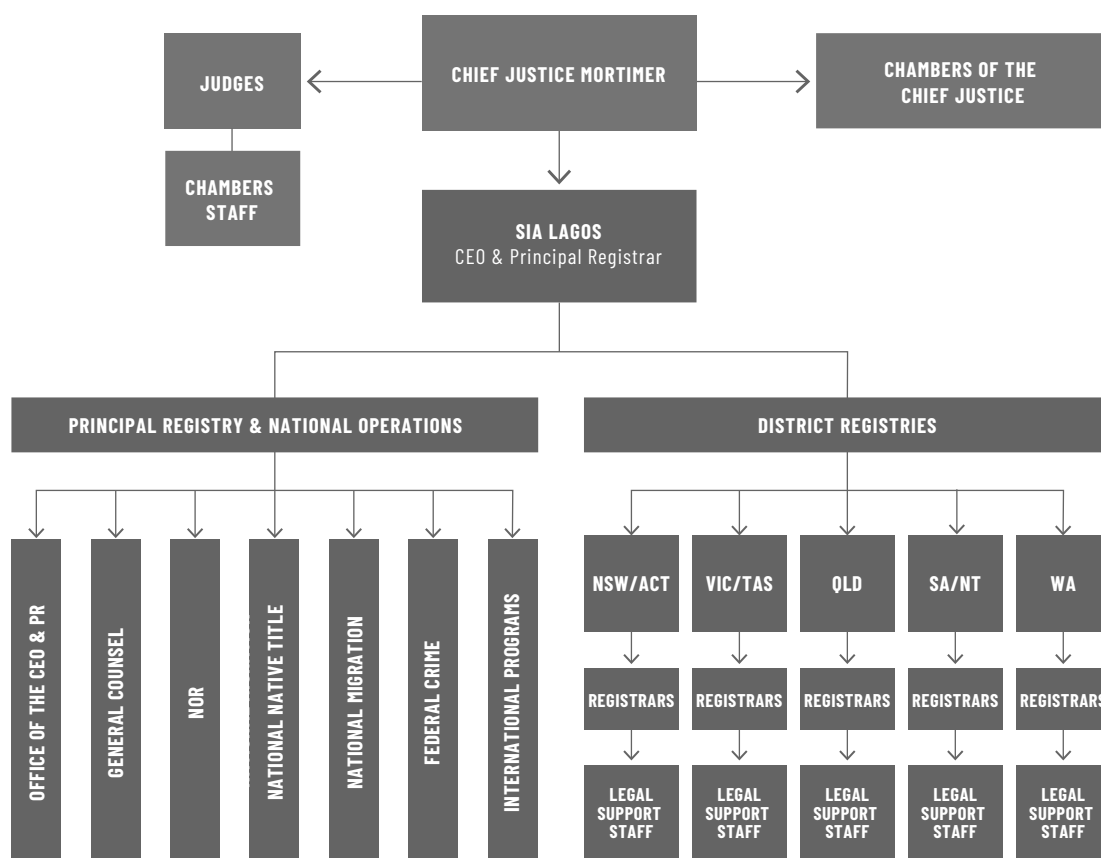 JUDGES
CHIEF JUSTICE MORTIMER
CHAMBERS OF THE
CHIEF JUSTICE
CHAMBERS
STAFF
SIA LAGOS
CEO & Principal Registrar
PRINCIPAL REGISTRY & NATIONAL OPERATIONS
DISTRICT REGISTRIES
OFFICE OF THE CEO & PR
GENERAL COUNSEL
NOR
NATIONAL NATIVE TITLE
NATIONAL MIGRATION
FEDERAL CRIME
INTERNATIONAL PROGRAMS
NSW/ACT
VIC/TAS
QLD
SA/NT
WA
REGISTRARS
REGISTRARS
REGISTRARS
REGISTRARS
REGISTRARS
LEGAL
SUPPORT
STAFF
LEGAL
SUPPORT
STAFF
LEGAL
SUPPORT
STAFF
LEGAL
SUPPORT
STAFF
LEGAL
SUPPORT
STAFF